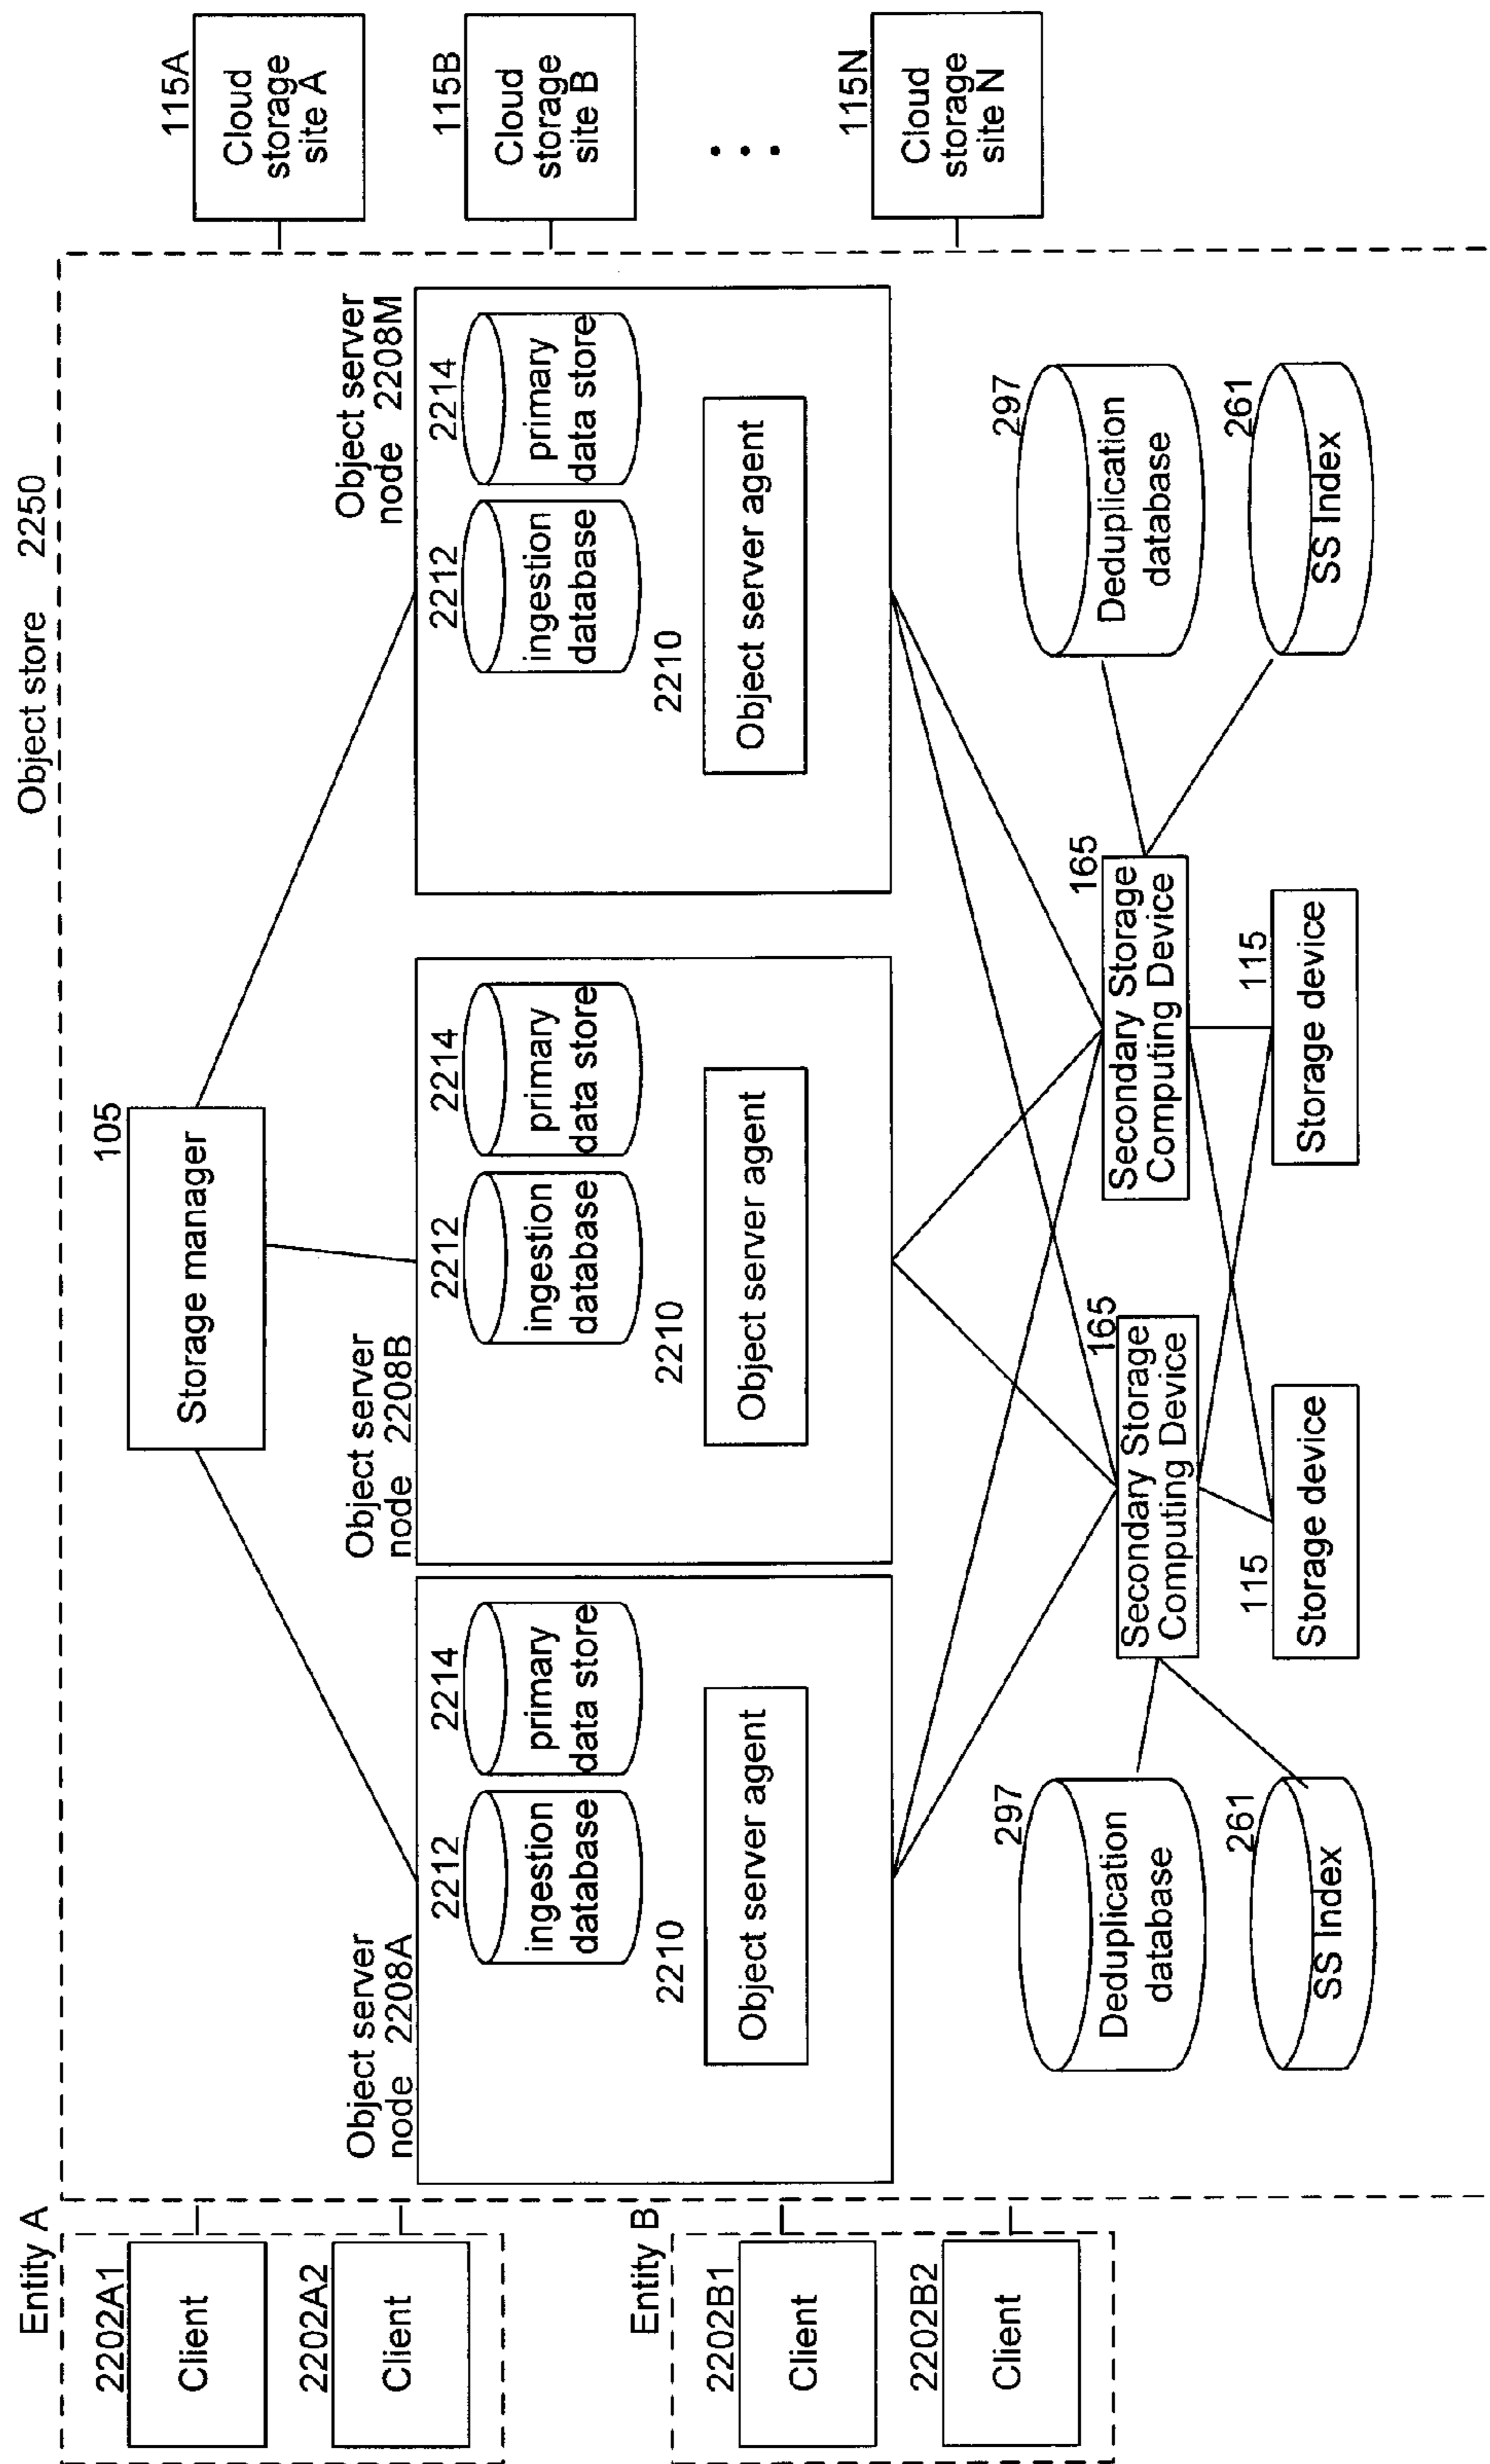 Object store 2250
Entity A
2202A1
Client
2202A2
Client
Entity B
2202B1
Client
2202B2
Client
105
Storage manager
Object server
node 2208A
2212
ingestion
database
2214
primary
data store
2210
Object server agent
Object server
node 2208B
2212
ingestion
database
2214
primary
data store
2210
Object server agent
Object server
node 2208M
2212
ingestion
database
2214
primary
data store
2210
Object server agent
297
Deduplication
database
261
SS Index
165
Secondary Storage
Computing Device
115
Storage device
165
Secondary Storage
Computing Device
115
Storage device
297
Deduplication
database
261
SS Index
115A
Cloud
storage
site A
115B
Cloud
storage
site B
115N
Cloud
storage
site N